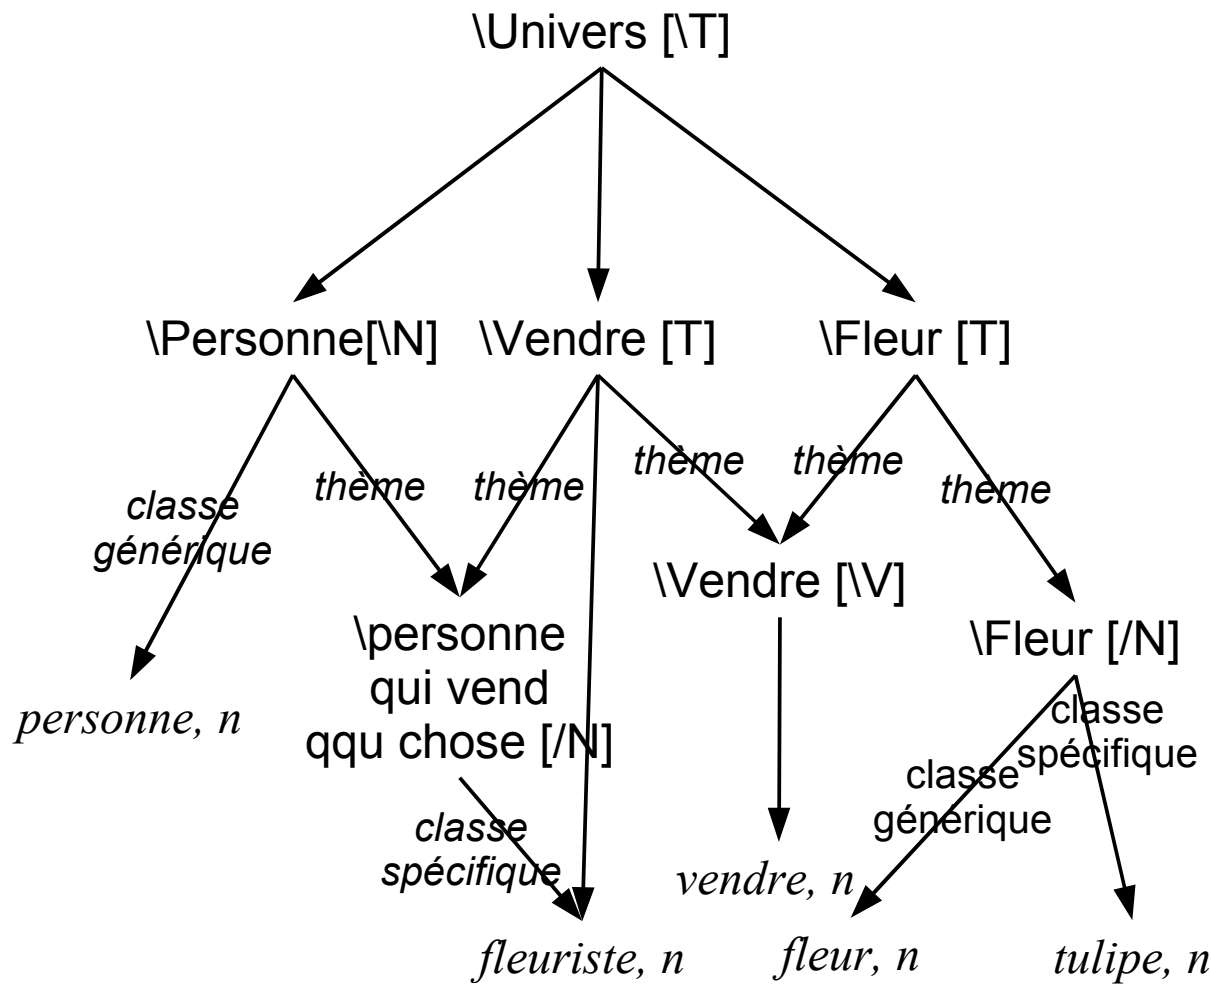 \Univers [\T]
\Personne[\N]
\Vendre [T]
\Fleur [T]
classe
générique
thème
thème
thème
thème
thème
\Vendre [\V]
\personne
qui vend
qqu chose [/N]
\Fleur [/N]
personne, n
classe
spécifique
classe
générique
classe
spécifique
vendre, n
fleuriste, n
fleur, n
tulipe, n